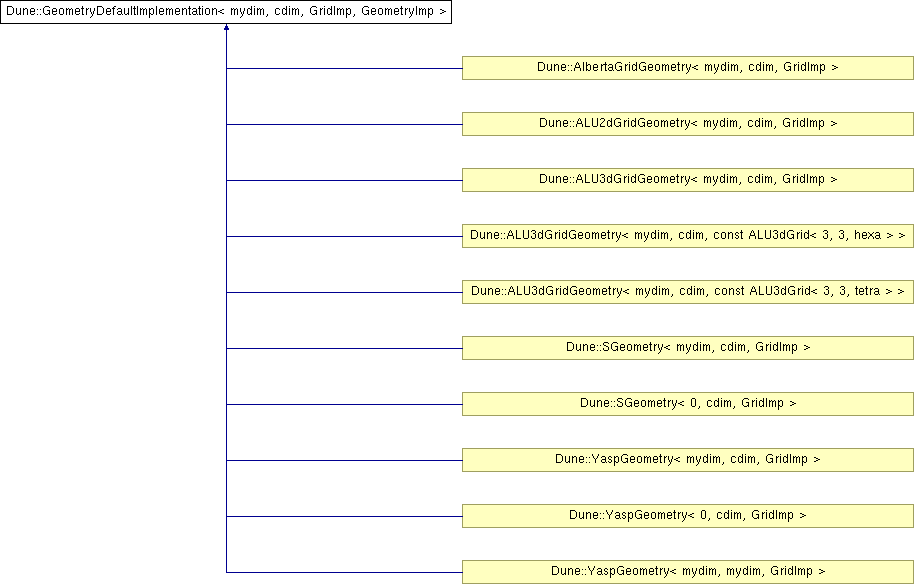 Dune::GeometryDefaultImplementation< mydim, cdim, GridImp, GeometryImp >
Dune::AlbertaGridGeometry< mydim, cdim, GridImp >
Dune::ALU2dGridGeometry< mydim, cdim, GridImp >
Dune::ALU3dGridGeometry< mydim, cdim, GridImp >
Dune::ALU3dGridGeometry< mydim, cdim, const ALU3dGrid< 3, 3, hexa > >
Dune::ALU3dGridGeometry< mydim, cdim, const ALU3dGrid< 3, 3, tetra > >
Dune::SGeometry< mydim, cdim, GridImp >
Dune::SGeometry< 0, cdim, GridImp >
Dune::YaspGeometry< mydim, cdim, GridImp >
Dune::YaspGeometry< 0, cdim, GridImp >
Dune::YaspGeometry< mydim, mydim, GridImp >